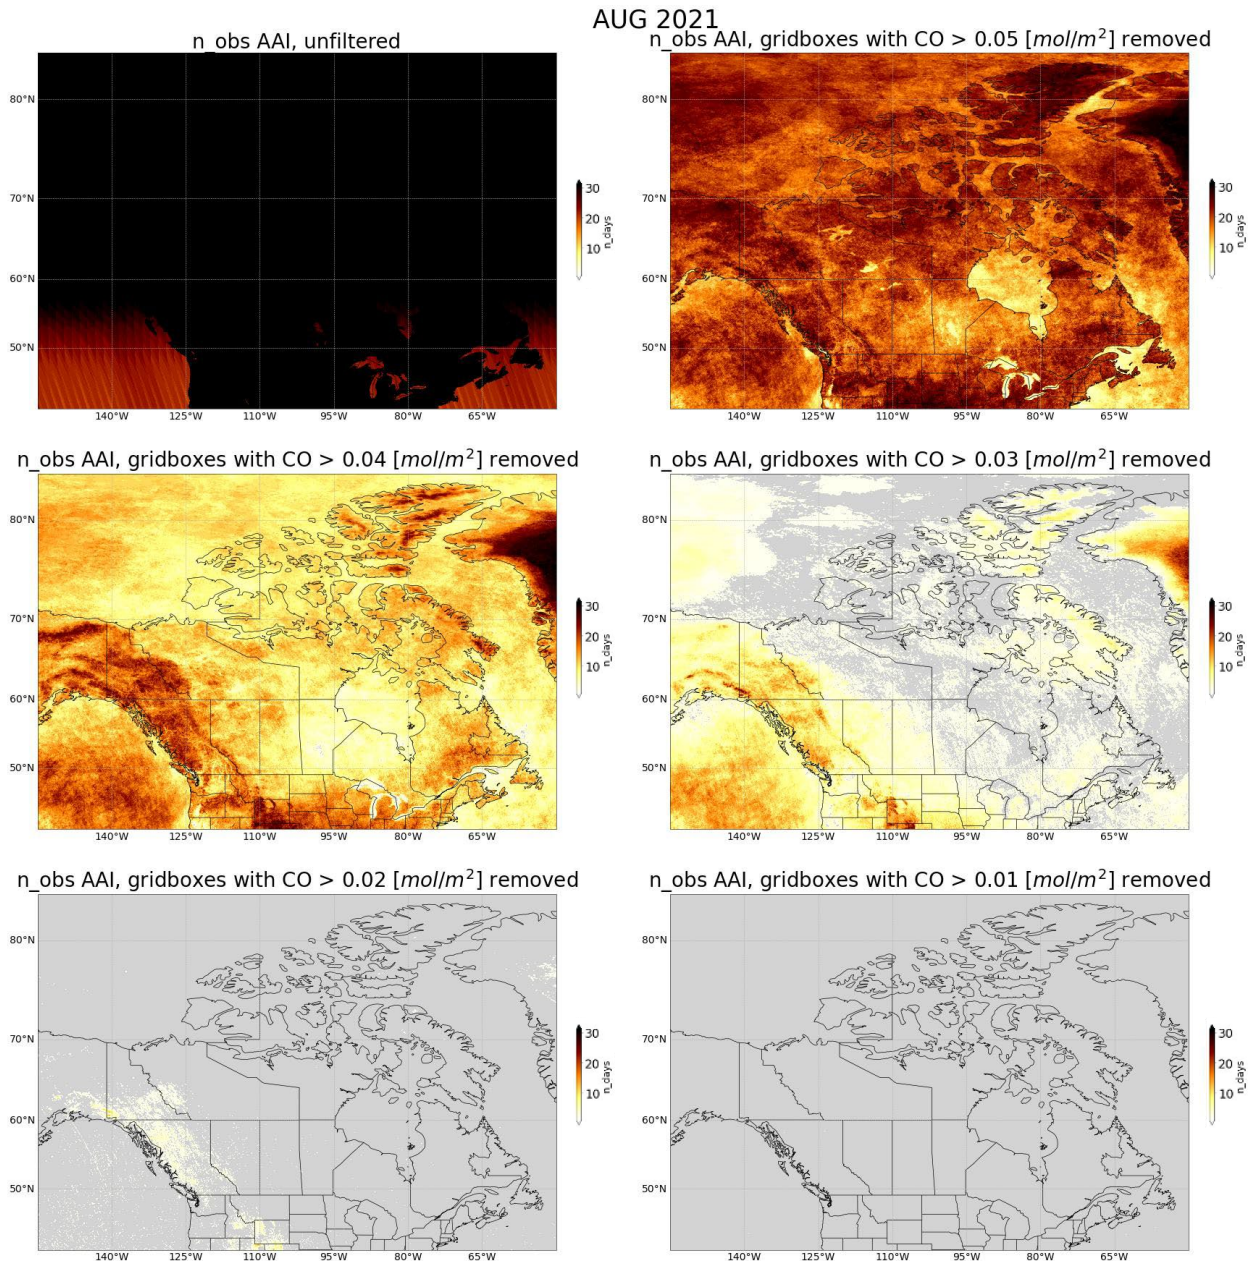 AUG 2021
n_obs AAI, unfiltered
80°N
70°N
60°N
50°N
140°W 125°W 110°W 95°W 80°W 65°W
30
20
10
n_days
n_obs AAI, gridboxes with CO > 0.05 [mol/m²] removed
80°N
70°N
60°N
50°N
140°W 125°W 110°W 95°W 80°W 65°W
30
20
10
n_days
n_obs AAI, gridboxes with CO > 0.04 [mol/m²] removed
80°N
70°N
60°N
50°N
140°W 125°W 110°W 95°W 80°W 65°W
30
20
10
n_days
n_obs AAI, gridboxes with CO > 0.03 [mol/m²] removed
80°N
70°N
60°N
50°N
140°W 125°W 110°W 95°W 80°W 65°W
30
20
10
n_days
n_obs AAI, gridboxes with CO > 0.02 [mol/m²] removed
80°N
70°N
60°N
50°N
140°W 125°W 110°W 95°W 80°W 65°W
30
20
10
n_days
n_obs AAI, gridboxes with CO > 0.01 [mol/m²] removed
80°N
70°N
60°N
50°N
140°W 125°W 110°W 95°W 80°W 65°W
30
20
10
n_days